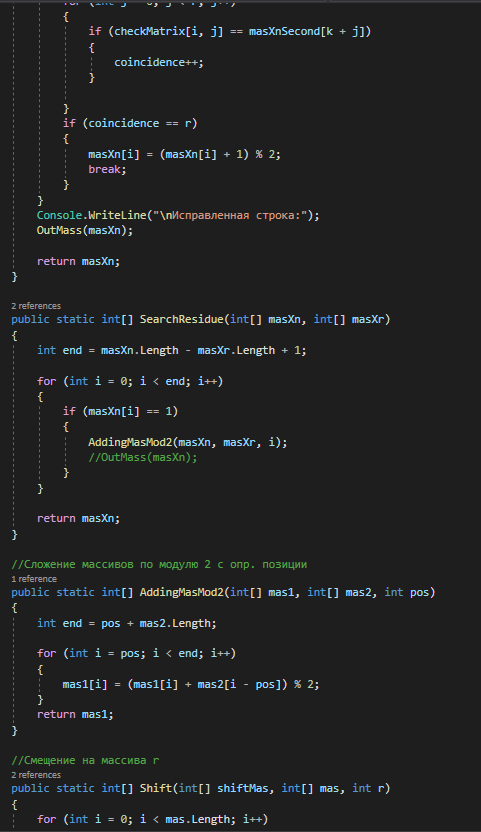 for (int j = 0; j < r; j++)
{
if (checkMatrix[i, j] == masXnSecond[k + j])
{
coincidence++;
}
}
if (coincidence == r)
{
masXn[i] = (masXn[i] + 1) % 2;
break;
}
}
Console.WriteLine("\nИсправленная строка:");
OutMass(masXn);
return masXn;
}
2 references
public static int[] SearchResidue(int[] masXn, int[] masXr)
{
int end = masXn.Length - masXr.Length + 1;
for (int i = 0; i < end; i++)
{
if (masXn[i] == 1)
{
AddingMasMod2(masXn, masXr, i);
//OutMass(masXn);
}
}
return masXn;
}
//Сложение массивов по модулю 2 с опр. позиции
1 reference
public static int[] AddingMasMod2(int[] mas1, int[] mas2, int pos)
{
int end = pos + mas2.Length;
for (int i = pos; i < end; i++)
{
mas1[i] = (mas1[i] + mas2[i - pos]) % 2;
}
return mas1;
}
//Смещение на массива r
2 references
public static int[] Shift(int[] shiftMas, int[] mas, int r)
{
for (int i = 0; i < mas.Length; i++)